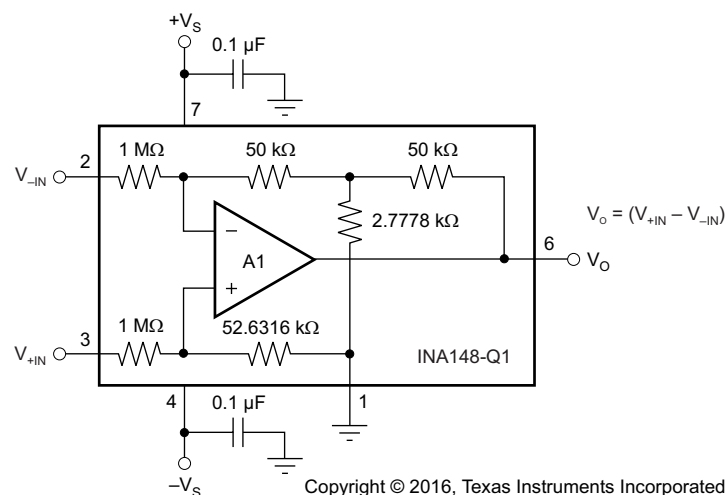 +V_S
0.1 µF
7
2
1 MΩ
50 kΩ
50 kΩ
V_–IN
2.7778 kΩ
V_O = (V_+IN – V_–IN)
–
A1
+
6
V_O
3
1 MΩ
52.6316 kΩ
V_+IN
INA148-Q1
4
0.1 µF
1
–V_S
Copyright © 2016, Texas Instruments Incorporated